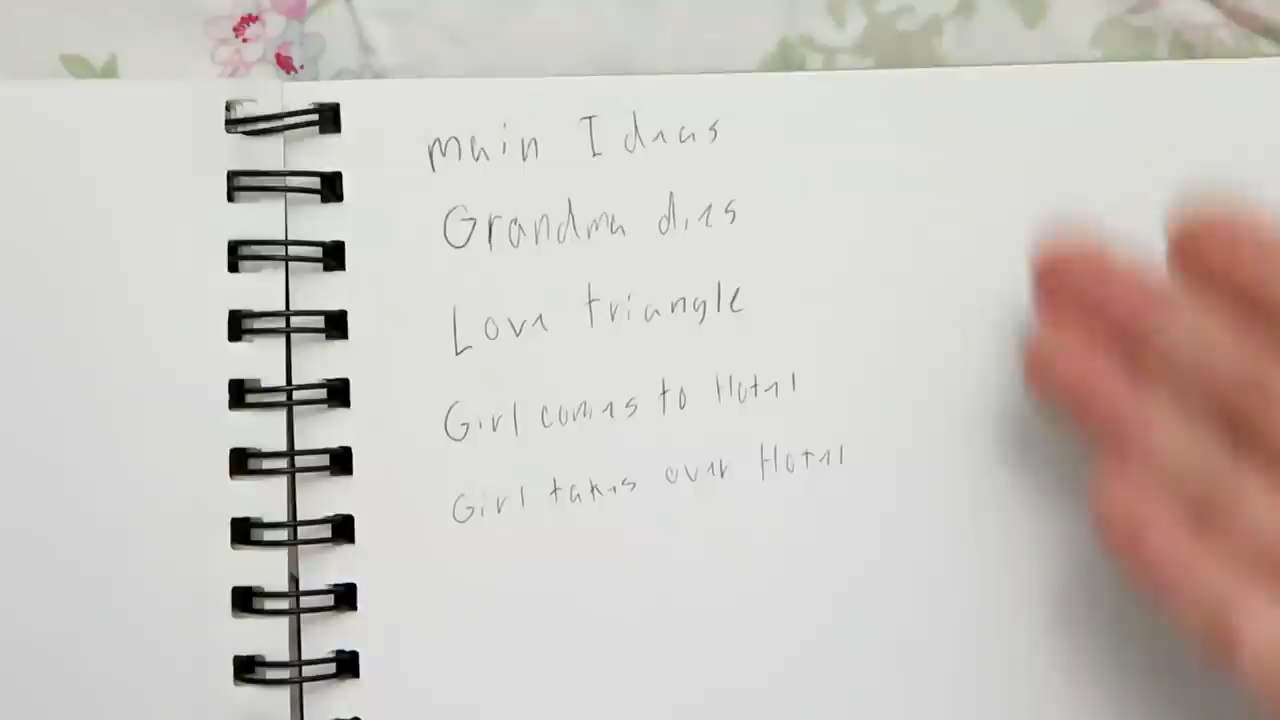 Main Ideas
Grandma dies
Love triangle
Girl comes to Hotel
Girl takes over Hotel